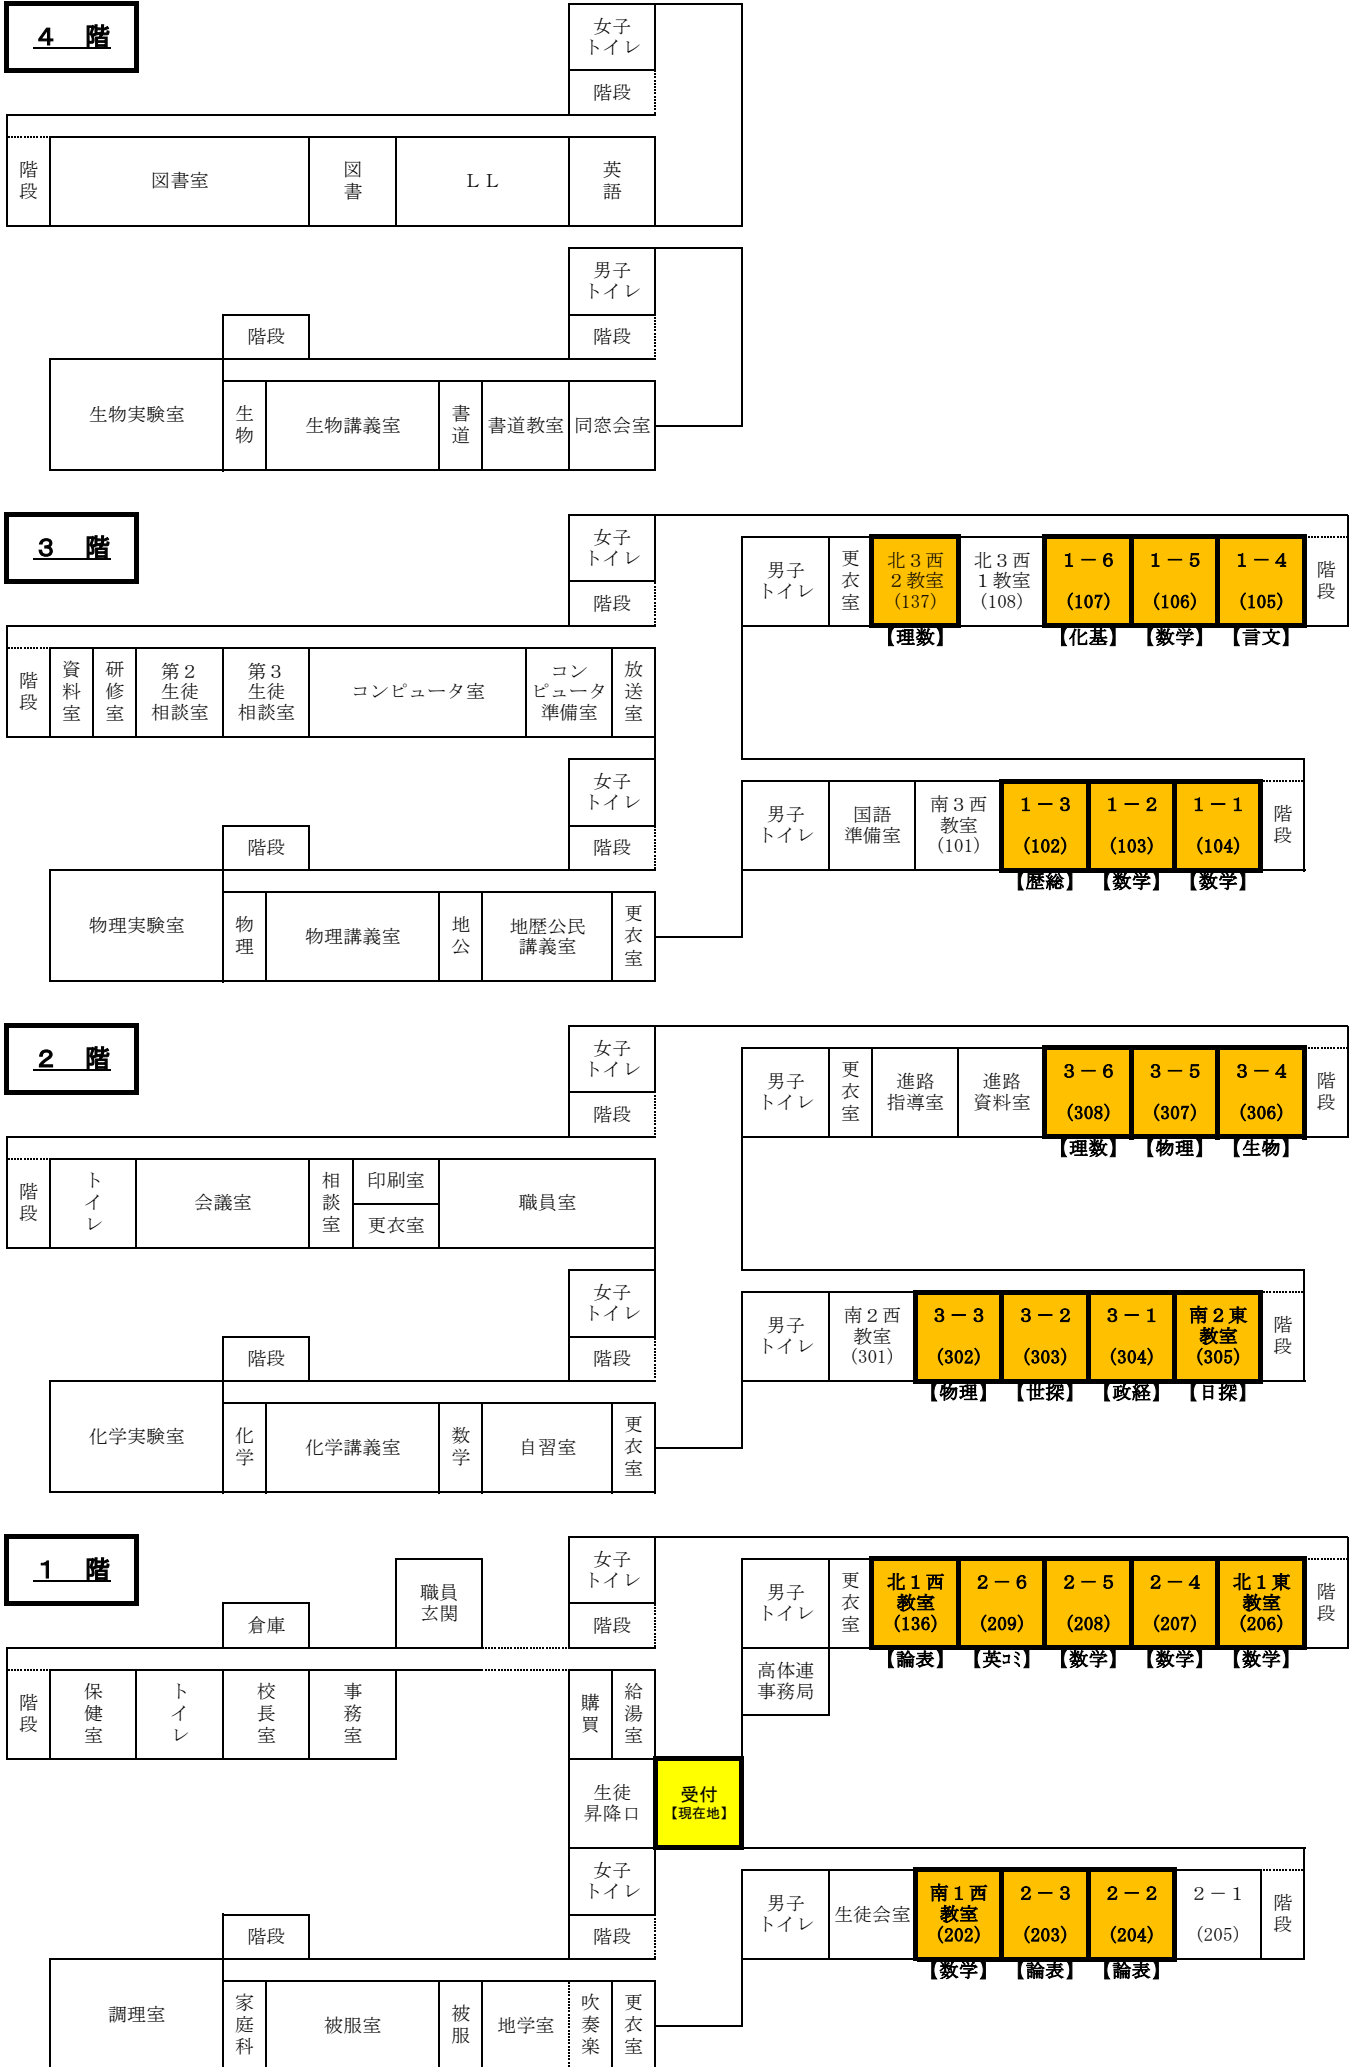 ４　階
女子
トイレ
階段
階
段
図書室
図
書
ＬＬ
英
語
男子
トイレ
階段
階段
生物実験室
生
物
生物講義室
書
道
書道教室
同窓会室
３　階
女子
トイレ
階段
男子
トイレ
更
衣
室
北３西
２教室
(137)
【理数】
北３西
１教室
(108)
１－６
(107)
【化基】
１－５
(106)
【数学】
１－４
(105)
【言文】
階
段
階
段
資
料
室
研
修
室
第２
生徒
相談室
第３
生徒
相談室
コンピュータ室
コン
ピュータ
準備室
放
送
室
女子
トイレ
階段
階段
男子
トイレ
国語
準備室
南３西
教室
(101)
１－３
(102)
【歴総】
１－２
(103)
【数学】
１－１
(104)
【数学】
階
段
物理実験室
物
理
物理講義室
地
公
地歴公民
講義室
更
衣
室
２　階
女子
トイレ
階段
男子
トイレ
更
衣
室
進路
指導室
進路
資料室
３－６
(308)
【理数】
３－５
(307)
【物理】
３－４
(306)
【生物】
階
段
階
段
ト
イ
レ
会議室
相
談
室
印刷室
更衣室
職員室
女子
トイレ
階段
階段
男子
トイレ
南２西
教室
(301)
３－３
(302)
【物理】
３－２
(303)
【世探】
３－１
(304)
【政経】
南２東
教室
(305)
【日探】
階
段
化学実験室
化
学
化学講義室
数
学
自習室
更
衣
室
１　階
倉庫
職員
玄関
女子
トイレ
階段
男子
トイレ
更
衣
室
北１西
教室
(136)
【論表】
２－６
(209)
【英ｺﾐ】
２－５
(208)
【数学】
２－４
(207)
【数学】
北１東
教室
(206)
【数学】
階
段
高体連
事務局
階
段
保
健
室
ト
イ
レ
校
長
室
事
務
室
購
買
給
湯
室
生徒
昇降口
受付
【現在地】
女子
トイレ
階段
階段
男子
トイレ
生徒会室
南１西
教室
(202)
【数学】
２－３
(203)
【論表】
２－２
(204)
【論表】
２－１
(205)
階
段
調理室
家
庭
科
被服室
被
服
地学室
吹
奏
楽
更
衣
室